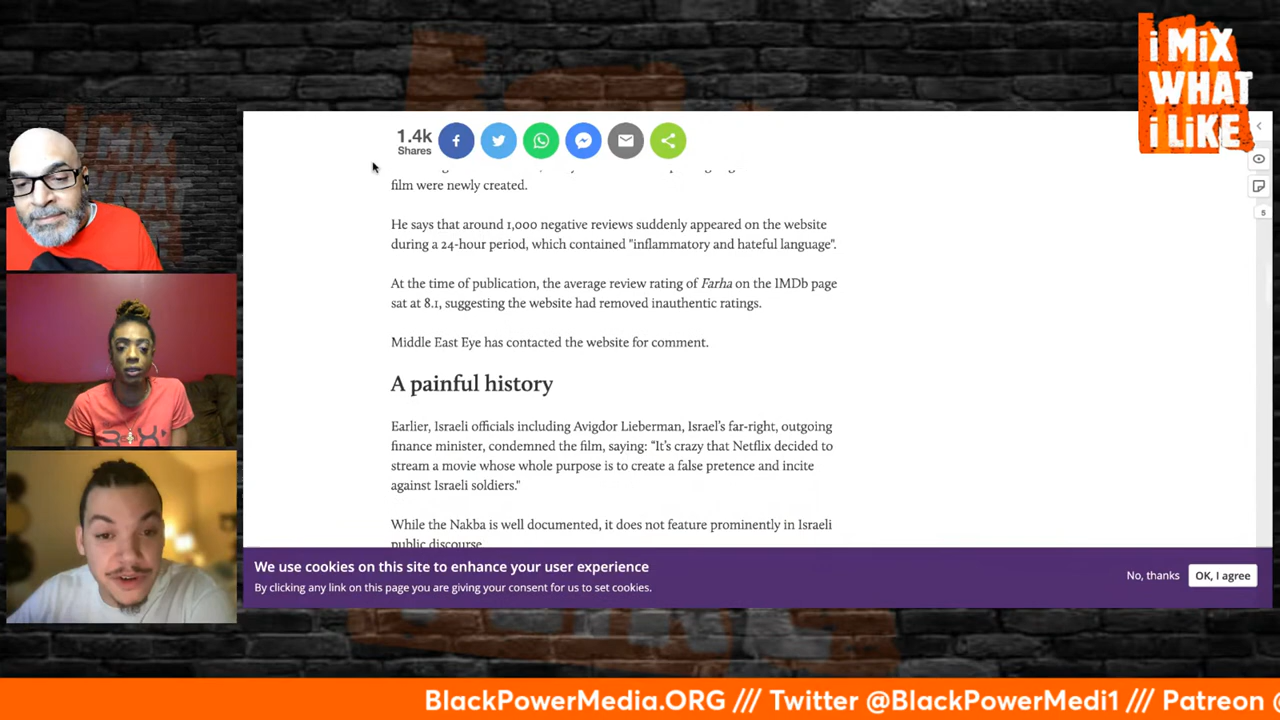 i MiX
WHAT
i LiKE
1.4k
Shares
film were newly created.
He says that around 1,000 negative reviews suddenly appeared on the website
during a 24-hour period, which contained "inflammatory and hateful language".
At the time of publication, the average review rating of Farha on the IMDb page
sat at 8.1, suggesting the website had removed inauthentic ratings.
Middle East Eye has contacted the website for comment.
A painful history
Earlier, Israeli officials including Avigdor Lieberman, Israel's far-right, outgoing
finance minister, condemned the film, saying: “It's crazy that Netflix decided to
stream a movie whose whole purpose is to create a false pretence and incite
against Israeli soldiers.”
While the Nakba is well documented, it does not feature prominently in Israeli
public discourse
We use cookies on this site to enhance your user experience
By clicking any link on this page you are giving your consent for us to set cookies.
No, thanks
OK, I agree
5
BlackPowerMedia.ORG /// Twitter @BlackPowerMedi1 /// Patreon @